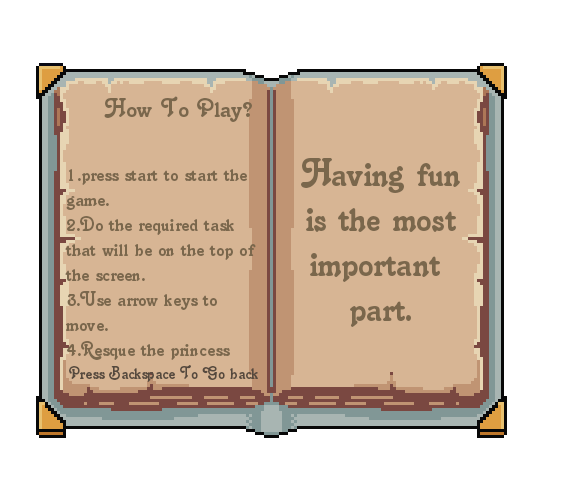 How To Play?
1.press start to start the
game.
2.Do the required task
that will be on the top of
the screen.
3.Use arrow keys to
move.
4.Resque the princess
Press Backspace To Go back
Having fun
is the most
important
part.